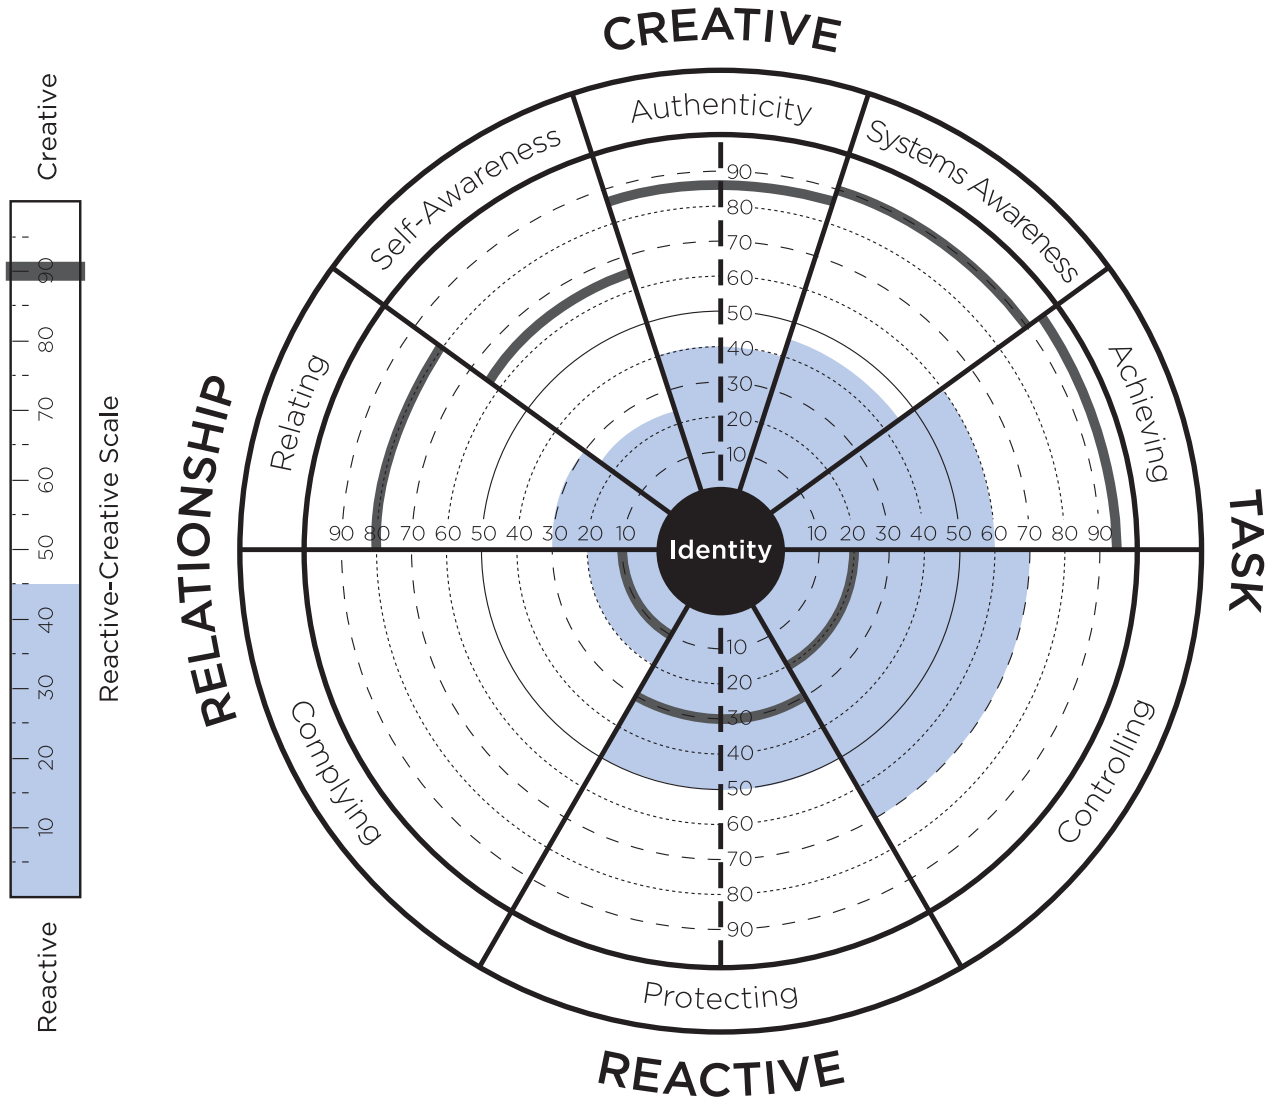 CREATIVE
Creative
90
80
70
60
50
40
30
20
10
Reactive-Creative Scale
Reactive
Authenticity
Self-Awareness
Systems Awareness
Relating
Achieving
RELATIONSHIP
TASK
90
80
70
60
50
40
30
20
10
90 80 70 60 50 40 30 20 10
10 20 30 40 50 60 70 80 90
Identity
10
20
30
40
50
60
70
80
90
Complying
Controlling
Protecting
REACTIVE